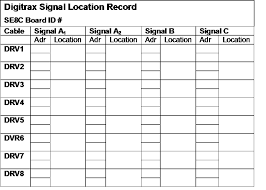 Digitrax Signal Location Record
SE8C Board ID #
Cable Signal A₁ Signal A₂ Signal B Signal C
Adr Location Adr Location Adr Location Adr Location
DRV1
DRV2
DRV3
DRV4
DRV5
DVR6
DRV7
DRV8